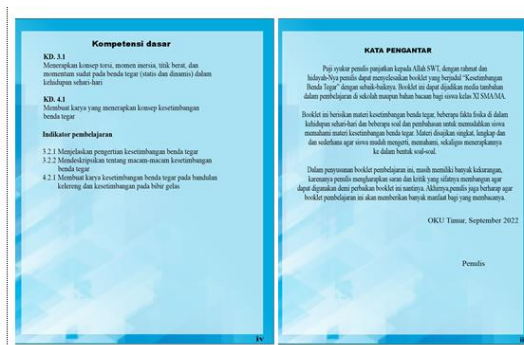 Kompetensi dasar
KD. 3.1
Menerapkan konsep torsi, momen inersia, titik berat, dan
momentum sudut pada benda tegar (statis dan dinamis) dalam
kehidupan sehari-hari
KD. 4.1
Membuat karya yang menerapkan konsep kesetimbangan
benda tegar
Indikator pembelajaran
3.2.1 Menjelaskan pengertian kesetimbangan benda tegar
3.2.2 Mendeskripsikan tentang macam-macam kesetimbangan
benda tegar
4.2.1 Membuat karya kesetimbangan benda tegar pada bandulan
kelereng dan kesetimbangan pada bibir gelas
iv
KATA PENGANTAR
Puji syukur penulis panjatkan kepada Allah SWT, dengan rahmat dan
hidayah-Nya penulis dapat menyelesaikan booklet yang berjudul "Kesetimbangan
Benda Tegar" dengan sebaik-baiknya. Booklet ini dapat dijadikan media tambahan
dalam pembelajaran di sekolah maupun bahan bacaan bagi siswa kelas XI SMA/MA.
Booklet ini berisikan materi kesetimbangan benda tegar, beberapa fakta fisika di dalam
kehidupan sehari-hari dan beberapa soal dan pembahasan untuk memudahkan siswa
memahami materi kesetimbangan benda tegar. Materi disajikan singkat, lengkap dan
dan sederhana agar siswa mudah mengerti, memahami, sekaligus menerapkannya
ke dalam bentuk soal-soal.
Dalam penyusunan booklet pembelajaran ini, masih memiliki banyak kekurangan,
karenanya penulis mengharapkan saran dan kritik yang sifatnya membangun agar
dapat digunakan demi perbaikan booklet ini nantinya. Akhirnya,penulis juga berharap agar
booklet pembelajaran ini akan memberikan banyak manfaat bagi yang membacanya.
OKU Timur, September 2022
Penulis